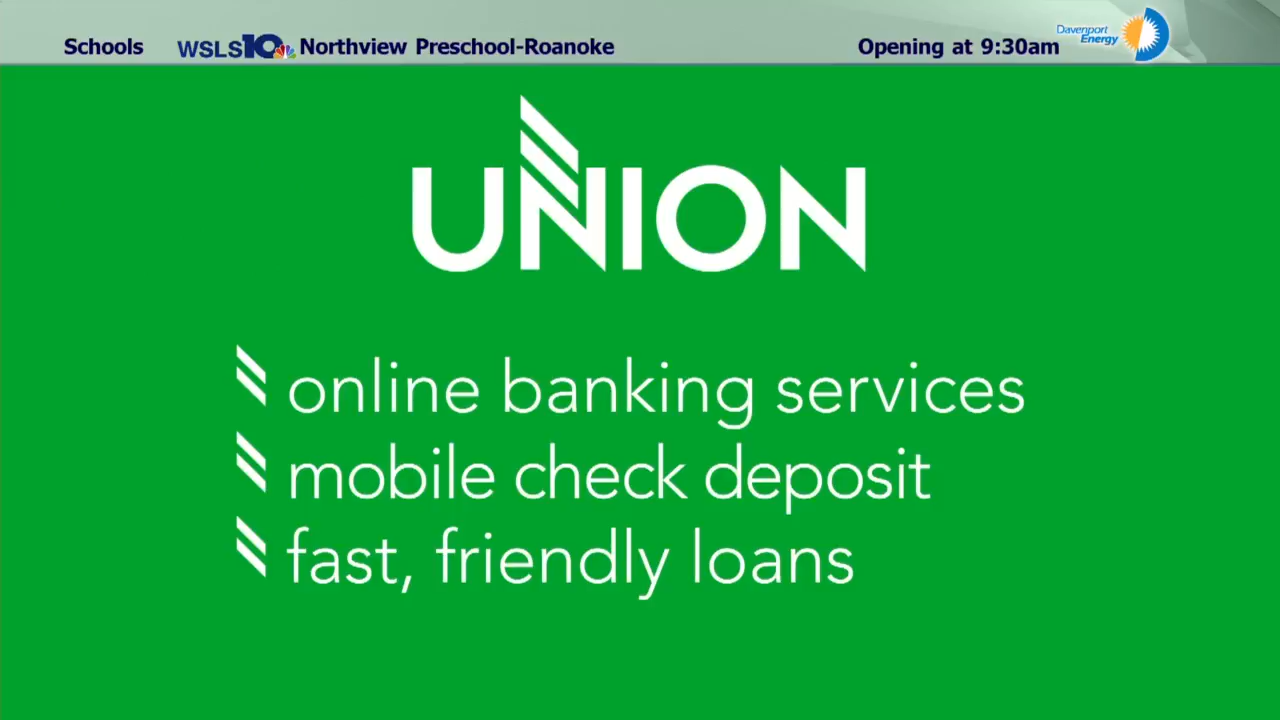 Schools WSLS10 Northview Preschool-Roanoke Opening at 9:30am Davenport Energy
UNION
online banking services
mobile check deposit
fast, friendly loans